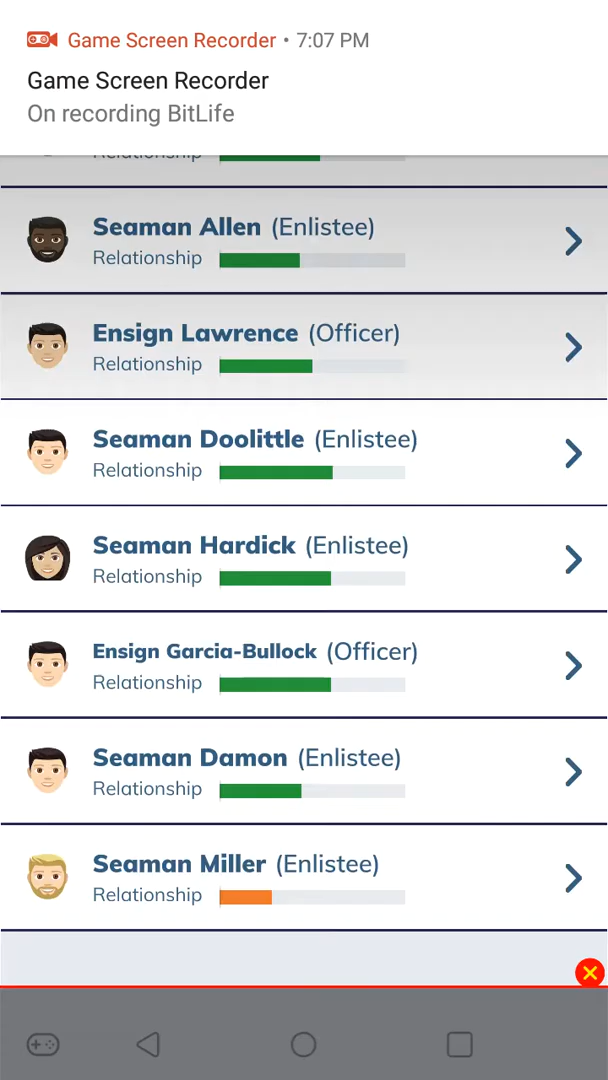 Game Screen Recorder • 7:07 PM
Game Screen Recorder
On recording BitLife
Relationship
Seaman Allen (Enlistee)
Relationship
Ensign Lawrence (Officer)
Relationship
Seaman Doolittle (Enlistee)
Relationship
Seaman Hardick (Enlistee)
Relationship
Ensign Garcia-Bullock (Officer)
Relationship
Seaman Damon (Enlistee)
Relationship
Seaman Miller (Enlistee)
Relationship